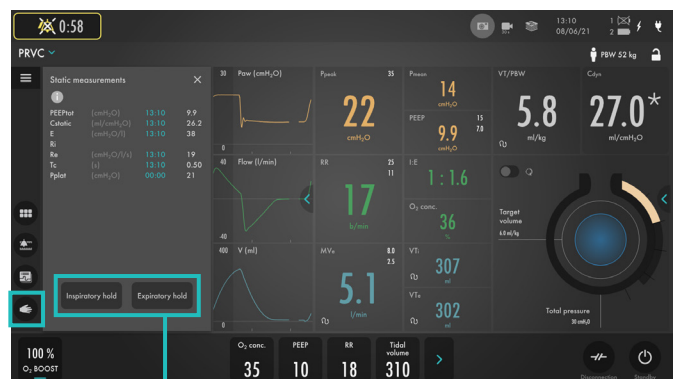 0:58
13:10
08/06/21
1
2
PRVC
PBW 52 kg
Static measurements
PEEPtot (cmH₂O) 13:10 9.9
Cstatic (ml/cmH₂O) 13:10 26.2
E (cmH₂O/l) 13:10 38
Ri
Re (cmH₂O/l/s) 13:10 19
Tc (s) 13:10 0.50
Pplat (cmH₂O) 00:00 21
Inspiratory hold
Expiratory hold
30 Paw (cmH₂O)
0
40 Flow (l/min)
-40
400 V (ml)
0
Ppeak 35
22
cmH₂O
Pmean
14
cmH₂O
PEEP 15
7.0
9.9
cmH₂O
VT/PBW
5.8
ml/kg
Cdyn
27.0*
ml/cmH₂O
RR 25
11
17
b/min
I:E
1 : 1.6
O₂ conc.
36
%
MVe 8.0
2.5
5.1
l/min
VTi
307
ml
VTe
302
ml
Target
volume
6.0 ml/kg
Total pressure
30 cmH₂O
100 %
O₂ BOOST
O₂ conc.
35
PEEP
10
RR
18
Tidal
volume
310
Disconnection
Standby